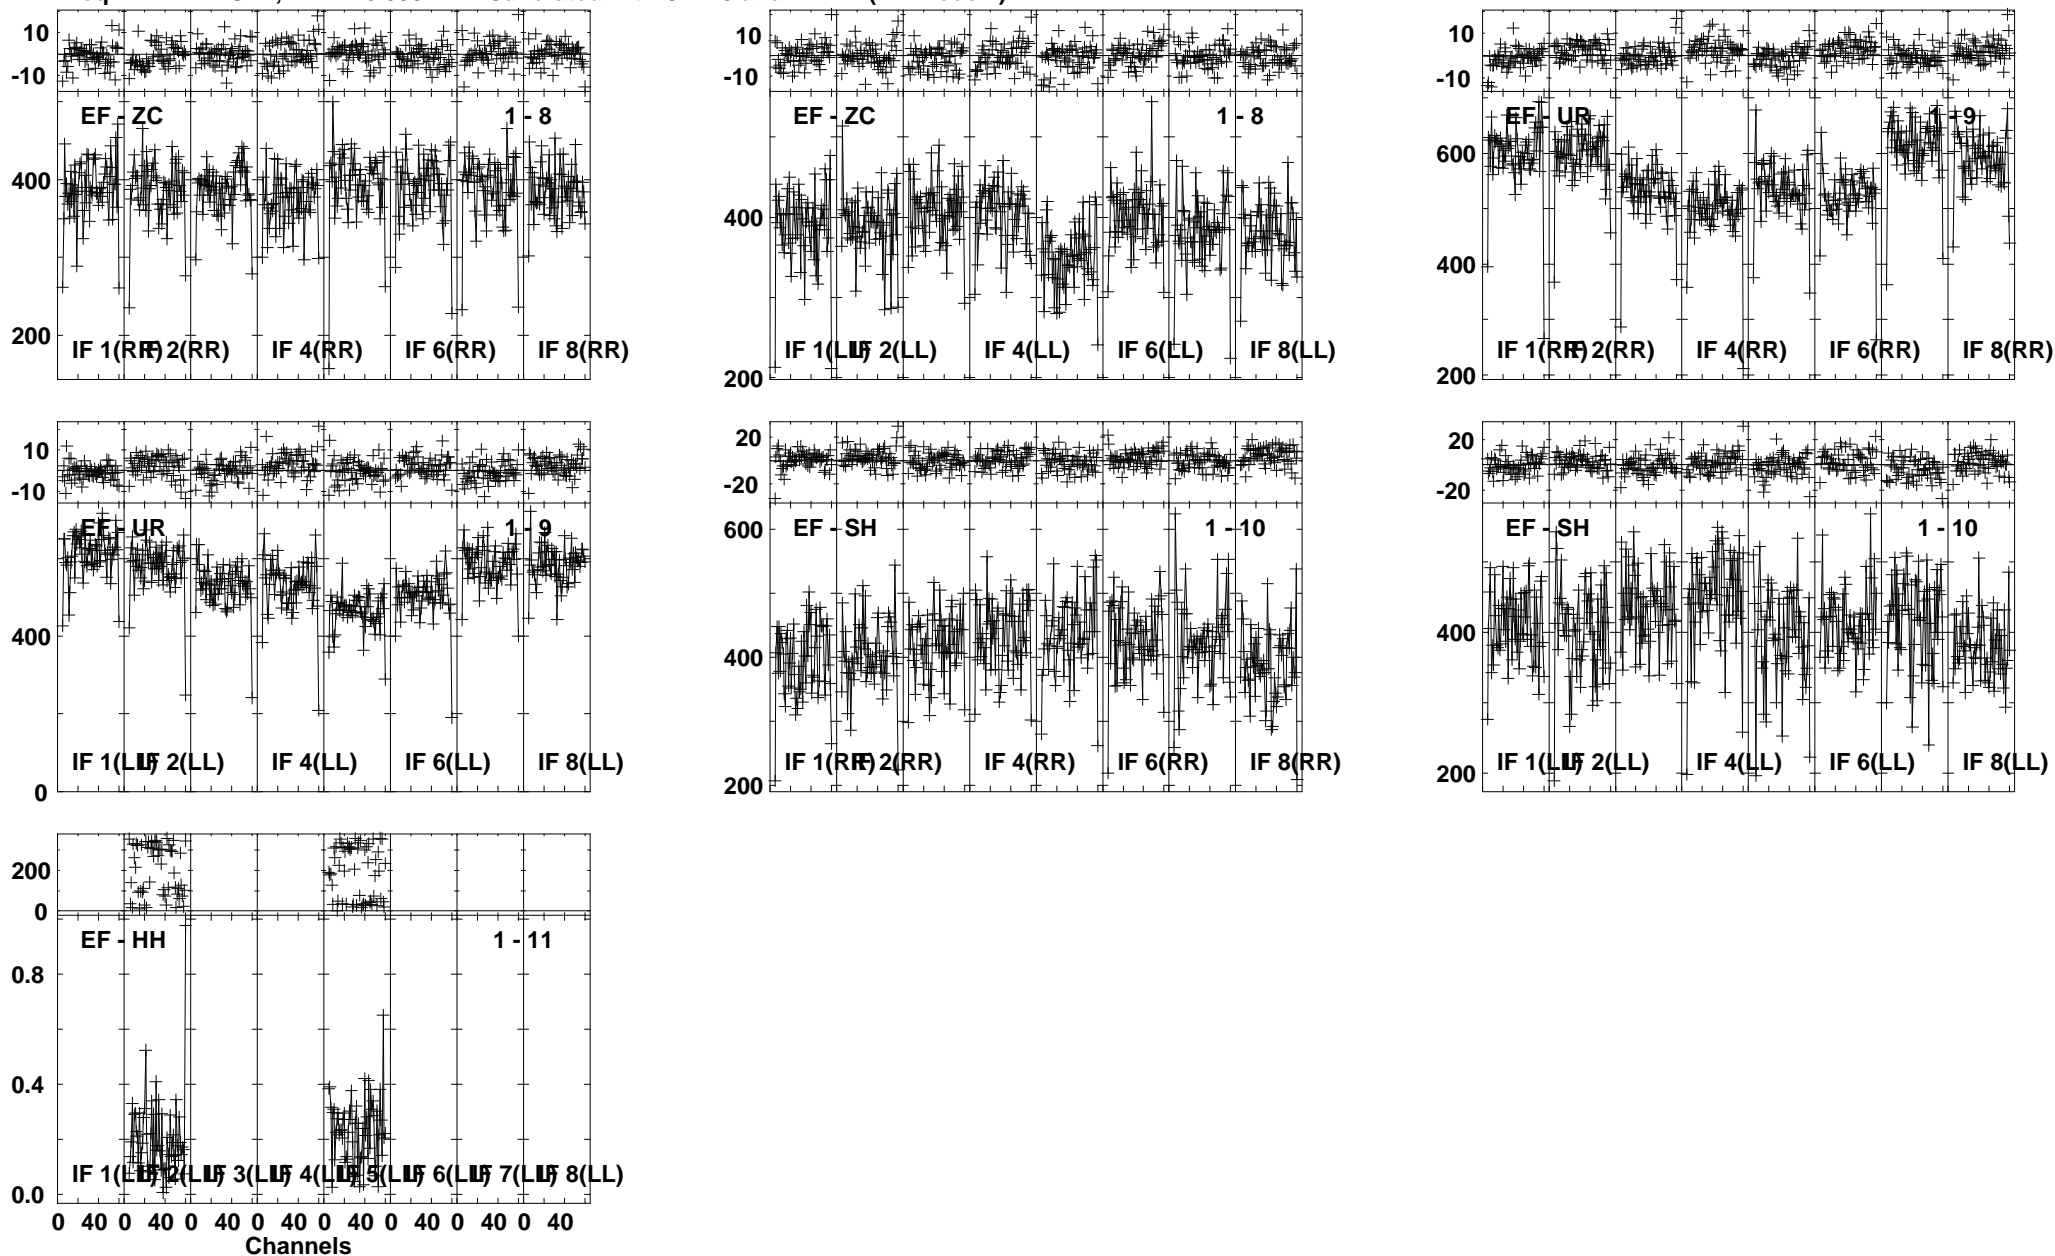 10
-10
EF - ZC 1 - 8
400
200
IF 1(RR) IF 2(RR) IF 4(RR) IF 6(RR) IF 8(RR)
10
-10
EF - ZC 1 - 8
400
200
IF 1(LL) IF 2(LL) IF 4(LL) IF 6(LL) IF 8(LL)
10
-10
EF - UR 1 - 9
600
400
200
IF 1(RR) IF 2(RR) IF 4(RR) IF 6(RR) IF 8(RR)
10
-10
EF - UR 1 - 9
400
0
IF 1(LL) IF 2(LL) IF 4(LL) IF 6(LL) IF 8(LL)
20
-20
EF - SH 1 - 10
600
400
200
IF 1(RR) IF 2(RR) IF 4(RR) IF 6(RR) IF 8(RR)
20
-20
EF - SH 1 - 10
400
200
IF 1(LL) IF 2(LL) IF 4(LL) IF 6(LL) IF 8(LL)
200
0
EF - HH 1 - 11
0.8
0.4
0.0
IF 1(LL) IF 2(LL) IF 3(LL) IF 4(LL) IF 5(LL) IF 6(LL) IF 7(LL) IF 8(LL)
0 40 0 40 0 40 0 40 0 40 0 40 0 40 0 40
Channels